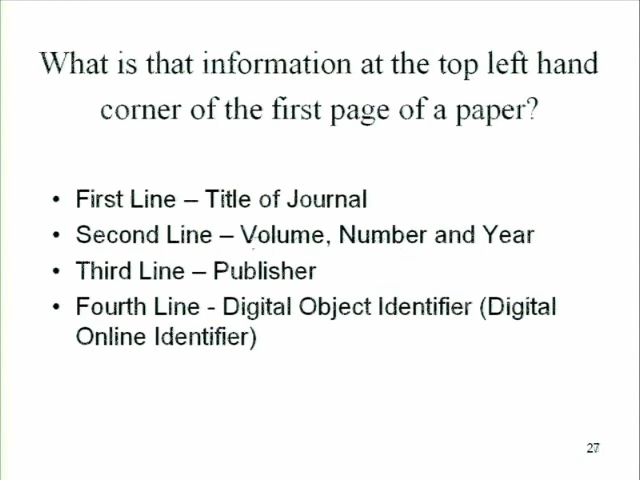 What is that information at the top left hand
corner of the first page of a paper?
• First Line – Title of Journal
• Second Line – Volume, Number and Year
• Third Line – Publisher
• Fourth Line - Digital Object Identifier (Digital
Online Identifier)
27